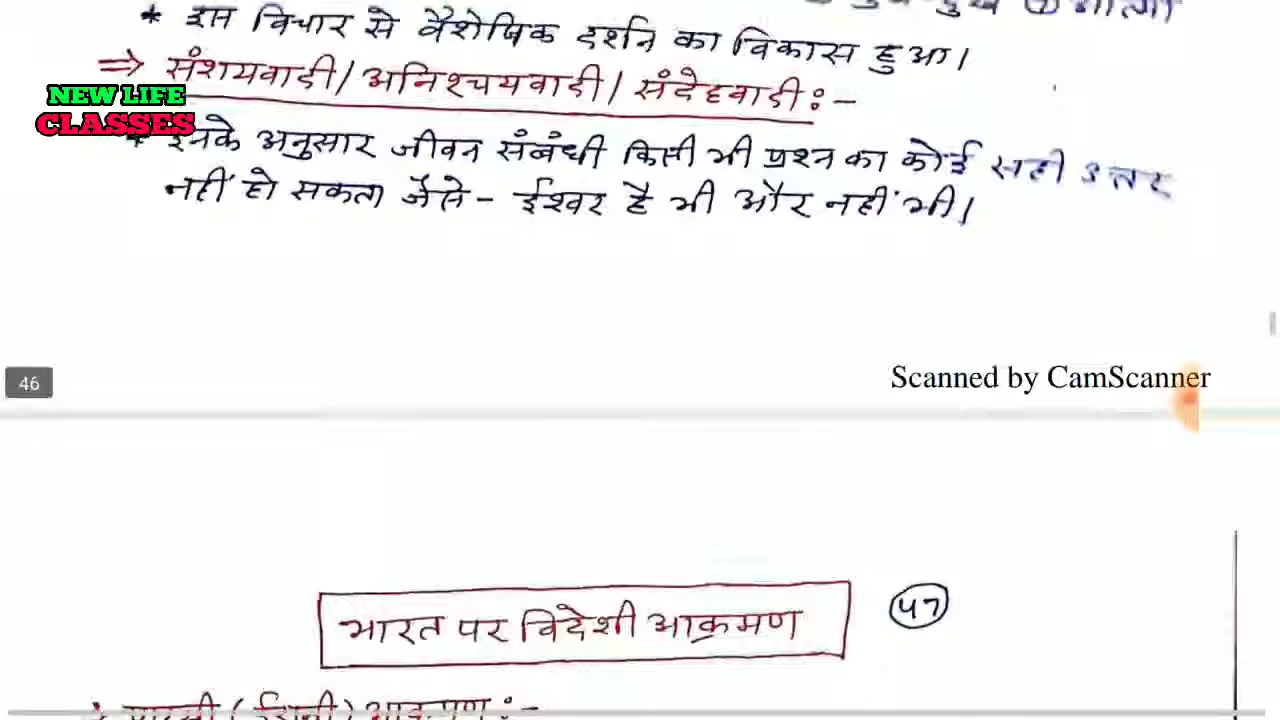 * इस विचार से वैशेषिक दर्शन का विकास हुआ।
⇒ संशयवादी/अनिश्चयवादी/संदेहवादी:-
NEW LIFE
CLASSES
* इनके अनुसार जीवन संबंधी किसी भी प्रश्न का कोई सही उत्तर
नहीं हो सकता जैसे - ईश्वर है भी और नहीं भी।
46
Scanned by CamScanner
भारत पर विदेशी आक्रमण
47